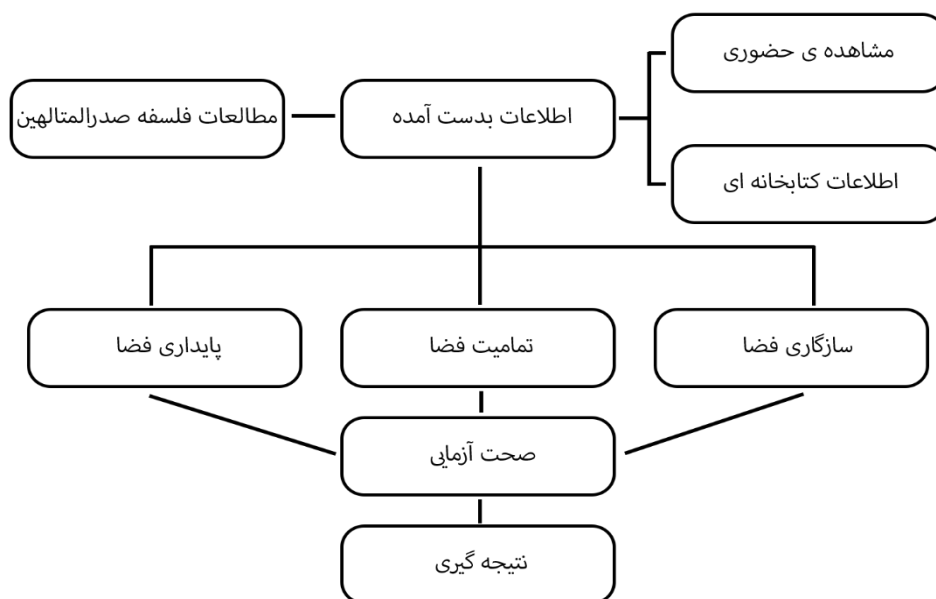 مشاهده ی حضوری
اطلاعات بدست آمده
مطالعات فلسفه صدرالمتالهین
اطلاعات کتابخانه ای
سازگاری فضا
تمامیت فضا
پایداری فضا
صحت آزمایی
نتیجه گیری